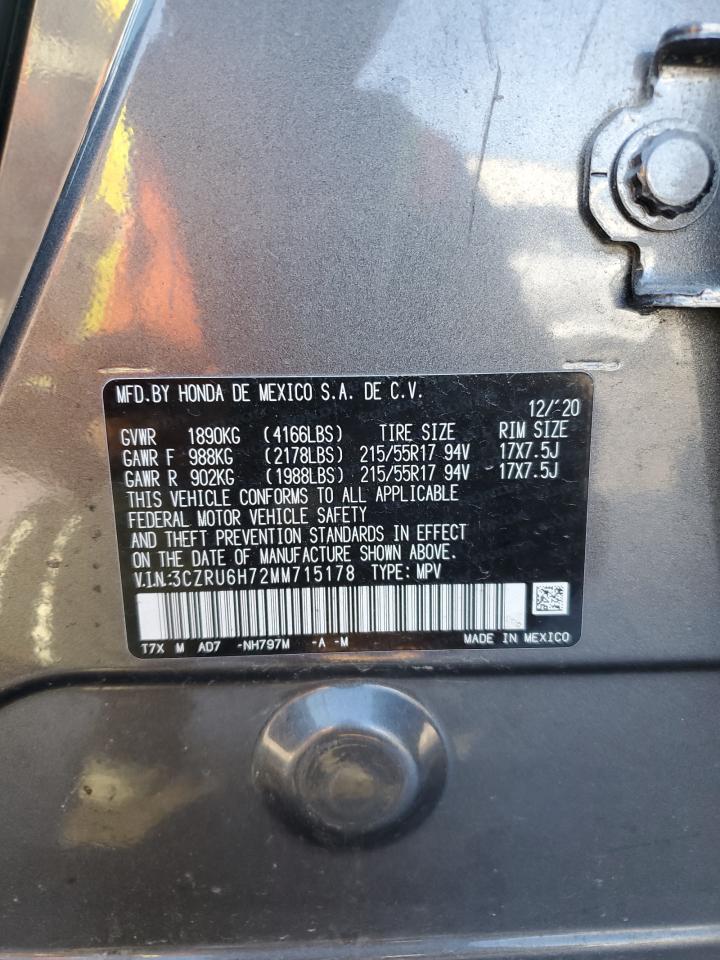 MFD.BY HONDA DE MEXICO S.A. DE C.V.
12/'20
GVWR 1890KG (4166LBS) TIRE SIZE RIM SIZE
GAWR F 988KG (2178LBS) 215/55R17 94V 17X7.5J
GAWR R 902KG (1988LBS) 215/55R17 94V 17X7.5J
THIS VEHICLE CONFORMS TO ALL APPLICABLE
FEDERAL MOTOR VEHICLE SAFETY
AND THEFT PREVENTION STANDARDS IN EFFECT
ON THE DATE OF MANUFACTURE SHOWN ABOVE.
V.I.N.:3CZRU6H72MM715178 TYPE: MPV
T7X M AD7 -NH797M -A -M MADE IN MEXICO